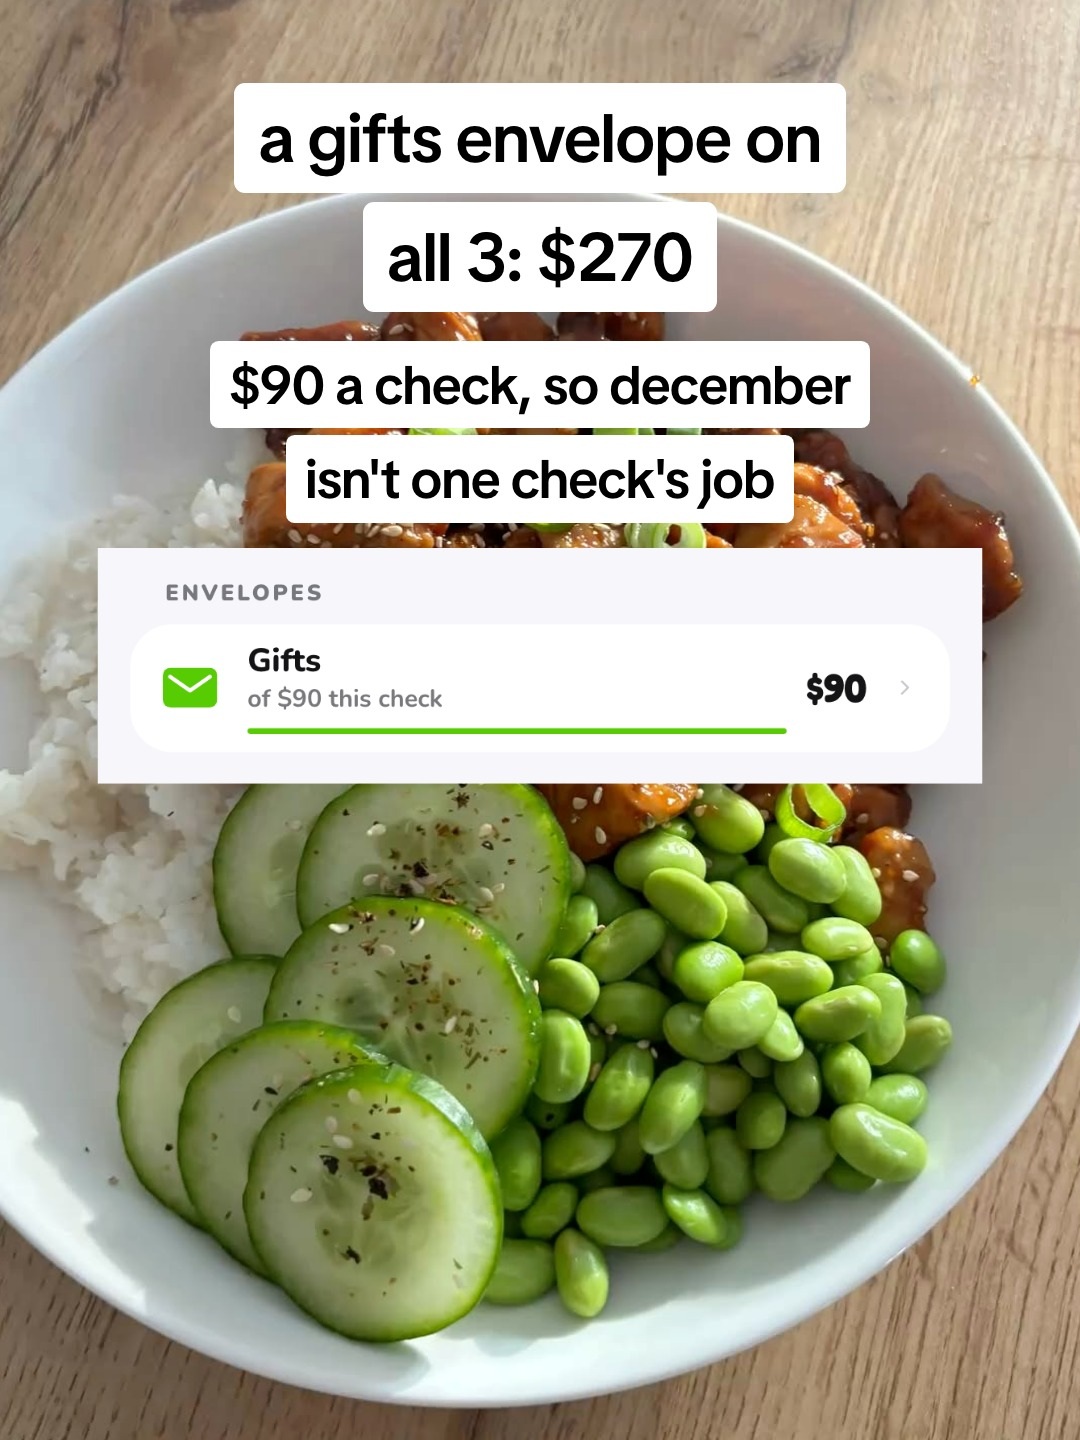 a gifts envelope on
all 3: $270
$90 a check, so december
isn't one check's job
ENVELOPES
Gifts
of $90 this check
$90